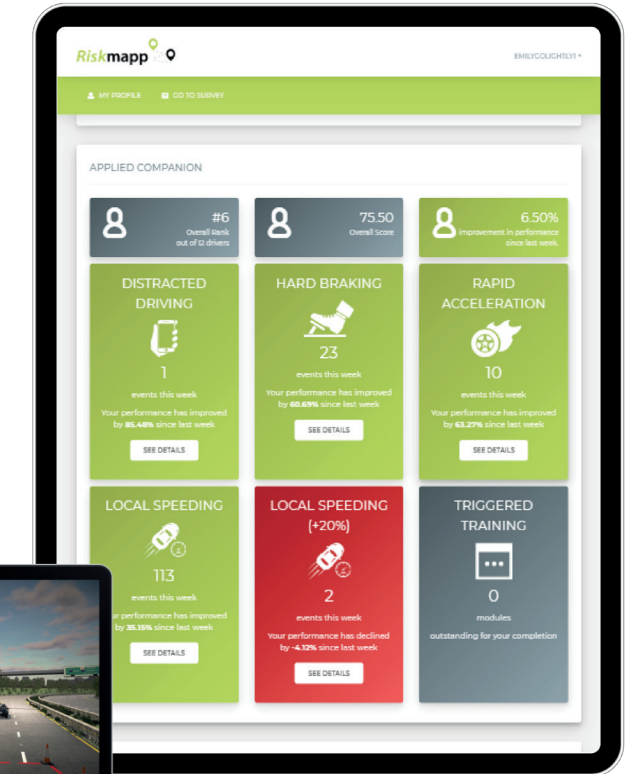 Riskmapp
EMILYGOLIGHTLY1
MY PROFILE GO TO SURVEY
APPLIED COMPANION
#6
Overall Rank
out of 12 drivers
75.50
Overall Score
6.50%
improvement in performance
since last week.
DISTRACTED
DRIVING
1
events this week
Your performance has improved
by 85.48% since last week
SEE DETAILS
HARD BRAKING
23
events this week
Your performance has improved
by 60.69% since last week
SEE DETAILS
RAPID
ACCELERATION
10
events this week
Your performance has improved
by 63.27% since last week
SEE DETAILS
LOCAL SPEEDING
113
events this week
ur performance has improved
by 35.15% since last week
SEE DETAILS
LOCAL SPEEDING
(+20%)
2
events this week
Your performance has declined
by -4.12% since last week
SEE DETAILS
TRIGGERED
TRAINING
0
modules
outstanding for your completion